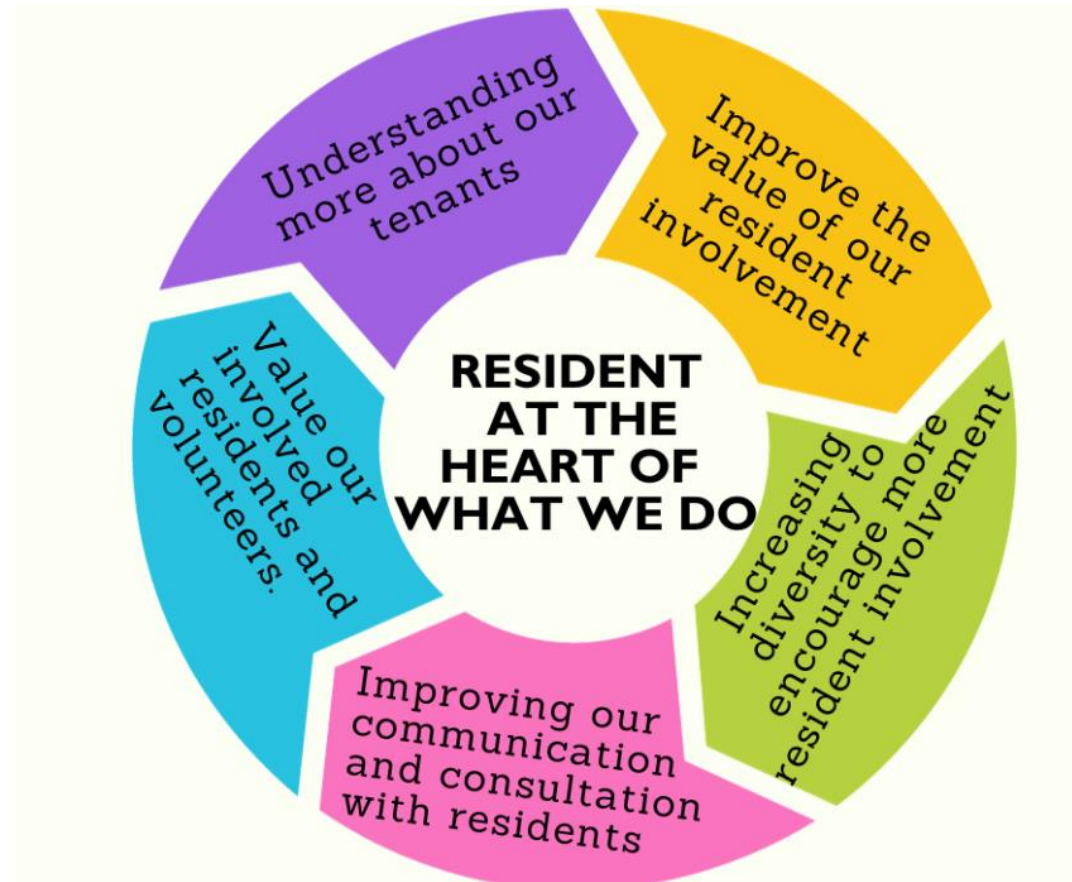 Understanding
more about our
tenants
Improve the
value of our
resident
involvement
Increasing
diversity to
encourage more
resident involvement
Improving our
communication
and consultation
with residents
Value our
involved
residents and
volunteers.
RESIDENT
AT THE
HEART OF
WHAT WE DO